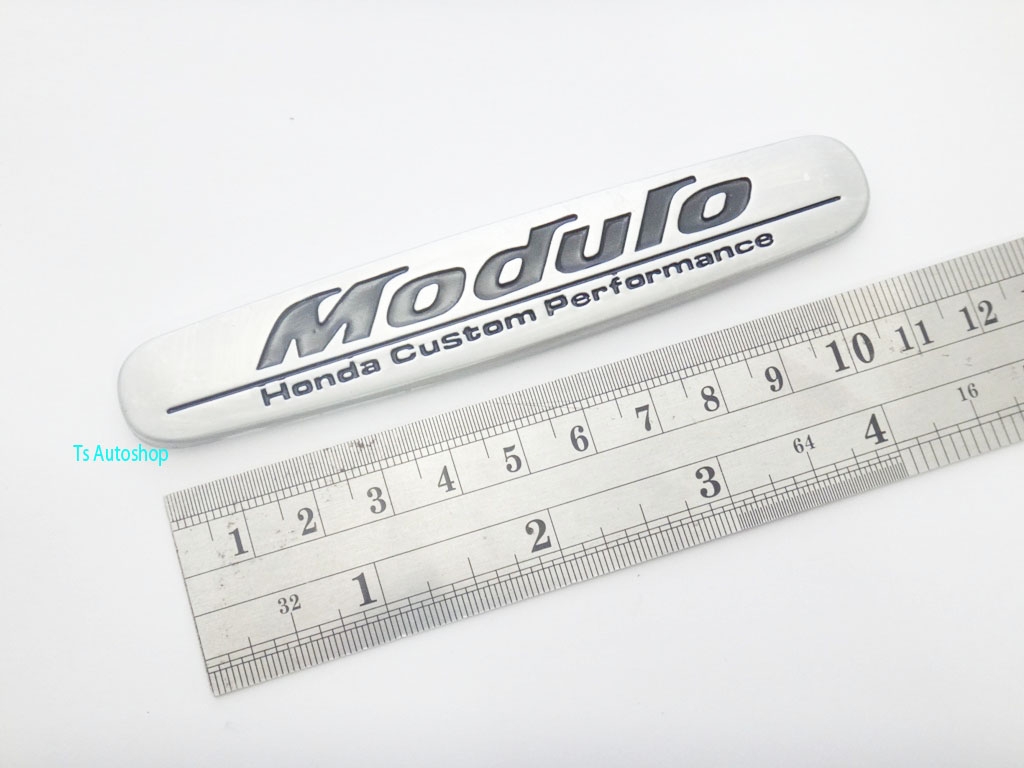 Modulo
Honda Custom Performance
Ts Autoshop
1 2 3 4 5 6 7 8 9 10 11 12
32 1 2 3 64 4 16